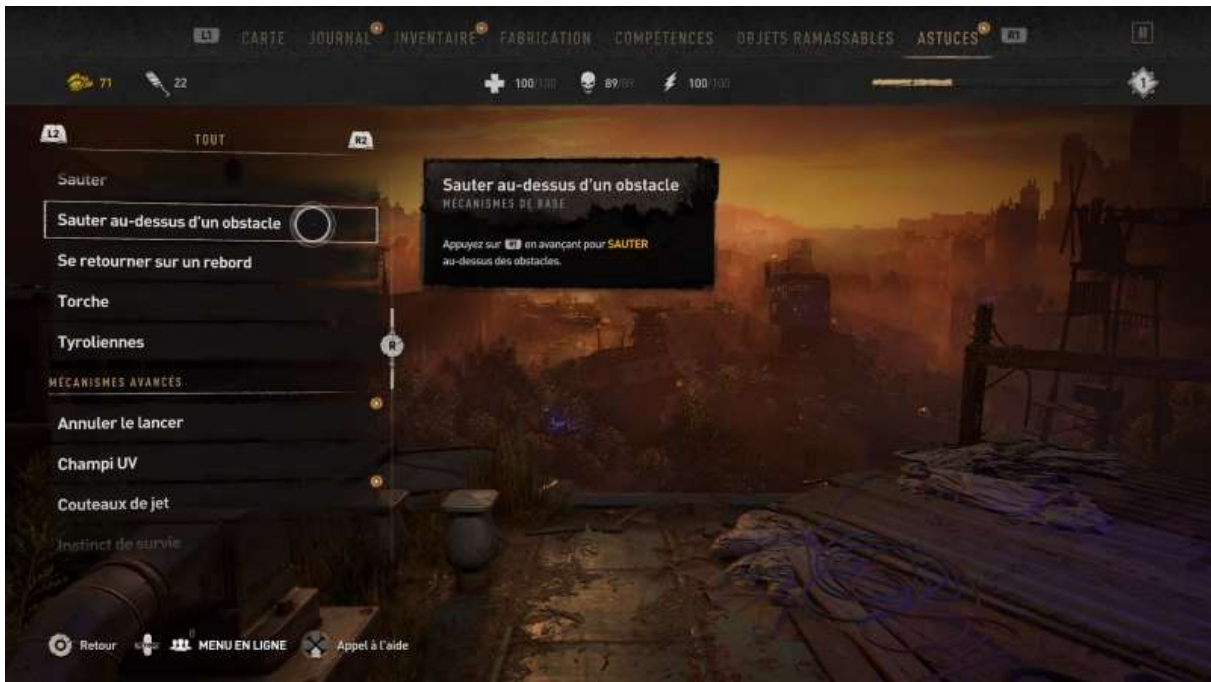 L1 CARTE JOURNAL INVENTAIRE FABRICATION COMPÉTENCES OBJETS RAMASSABLES ASTUCES R1
71 22 100/100 89/89 100/100 1
L2 TOUT R2
Sauter
Sauter au-dessus d'un obstacle
Se retourner sur un rebord
Torche
Tyroliennes
R
MÉCANISMES AVANCÉS
Annuler le lancer
Champi UV
Couteaux de jet
Instinct de survie
Sauter au-dessus d'un obstacle
MÉCANISMES DE BASE
Appuyez sur R1 en avançant pour SAUTER
au-dessus des obstacles.
Retour 0 MENU EN LIGNE Appel à l'aide